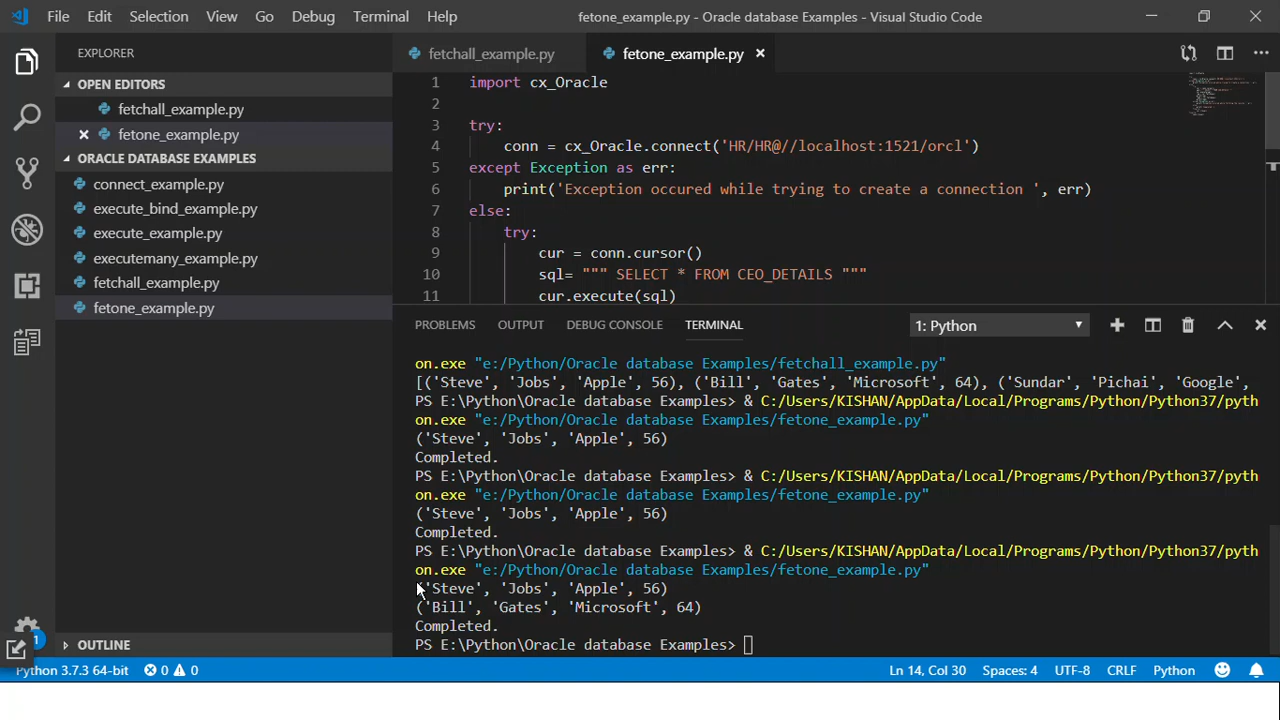 File Edit Selection View Go Debug Terminal Help fetone_example.py - Oracle database Examples - Visual Studio Code
EXPLORER
OPEN EDITORS
fetchall_example.py
fetone_example.py
ORACLE DATABASE EXAMPLES
connect_example.py
execute_bind_example.py
execute_example.py
executemany_example.py
fetchall_example.py
fetone_example.py
OUTLINE
fetchall_example.py fetone_example.py
1 import cx_Oracle
2
3 try:
4 conn = cx_Oracle.connect('HR/HR@//localhost:1521/orcl')
5 except Exception as err:
6 print('Exception occured while trying to create a connection ', err)
7 else:
8 try:
9 cur = conn.cursor()
10 sql= """ SELECT * FROM CEO_DETAILS """
11 cur.execute(sql)
PROBLEMS OUTPUT DEBUG CONSOLE TERMINAL 1: Python
on.exe "e:/Python/Oracle database Examples/fetchall_example.py"
[('Steve', 'Jobs', 'Apple', 56), ('Bill', 'Gates', 'Microsoft', 64), ('Sundar', 'Pichai', 'Google',
PS E:\Python\Oracle database Examples> & C:/Users/KISHAN/AppData/Local/Programs/Python/Python37/pyth
on.exe "e:/Python/Oracle database Examples/fetone_example.py"
('Steve', 'Jobs', 'Apple', 56)
Completed.
PS E:\Python\Oracle database Examples> & C:/Users/KISHAN/AppData/Local/Programs/Python/Python37/pyth
on.exe "e:/Python/Oracle database Examples/fetone_example.py"
('Steve', 'Jobs', 'Apple', 56)
Completed.
PS E:\Python\Oracle database Examples> & C:/Users/KISHAN/AppData/Local/Programs/Python/Python37/pyth
on.exe "e:/Python/Oracle database Examples/fetone_example.py"
('Steve', 'Jobs', 'Apple', 56)
('Bill', 'Gates', 'Microsoft', 64)
Completed.
PS E:\Python\Oracle database Examples>
1
Python 3.7.3 64-bit 0 0 Ln 14, Col 30 Spaces: 4 UTF-8 CRLF Python